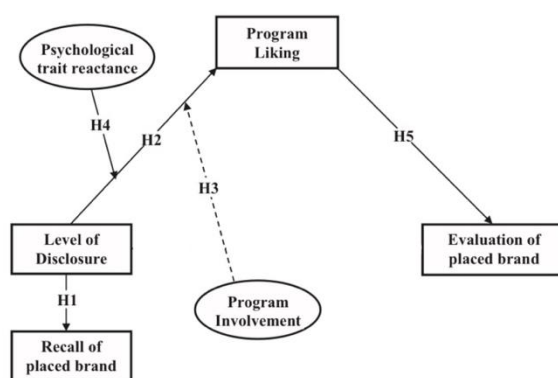 Psychological
trait reactance
Program
Liking
H4
H2
H5
H3
Level of
Disclosure
Evaluation of
placed brand
H1
Program
Involvement
Recall of
placed brand